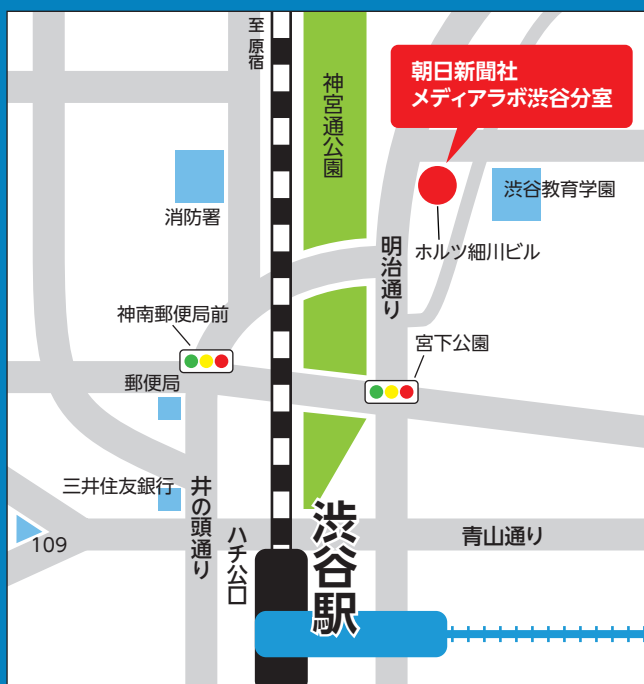 至 原宿
朝日新聞社
メディアラボ渋谷分室
神宮通公園
渋谷教育学園
消防署
明治通り
ホルツ細川ビル
神南郵便局前
宮下公園
郵便局
三井住友銀行
井の頭通り
渋谷駅
ハチ公口
青山通り
109